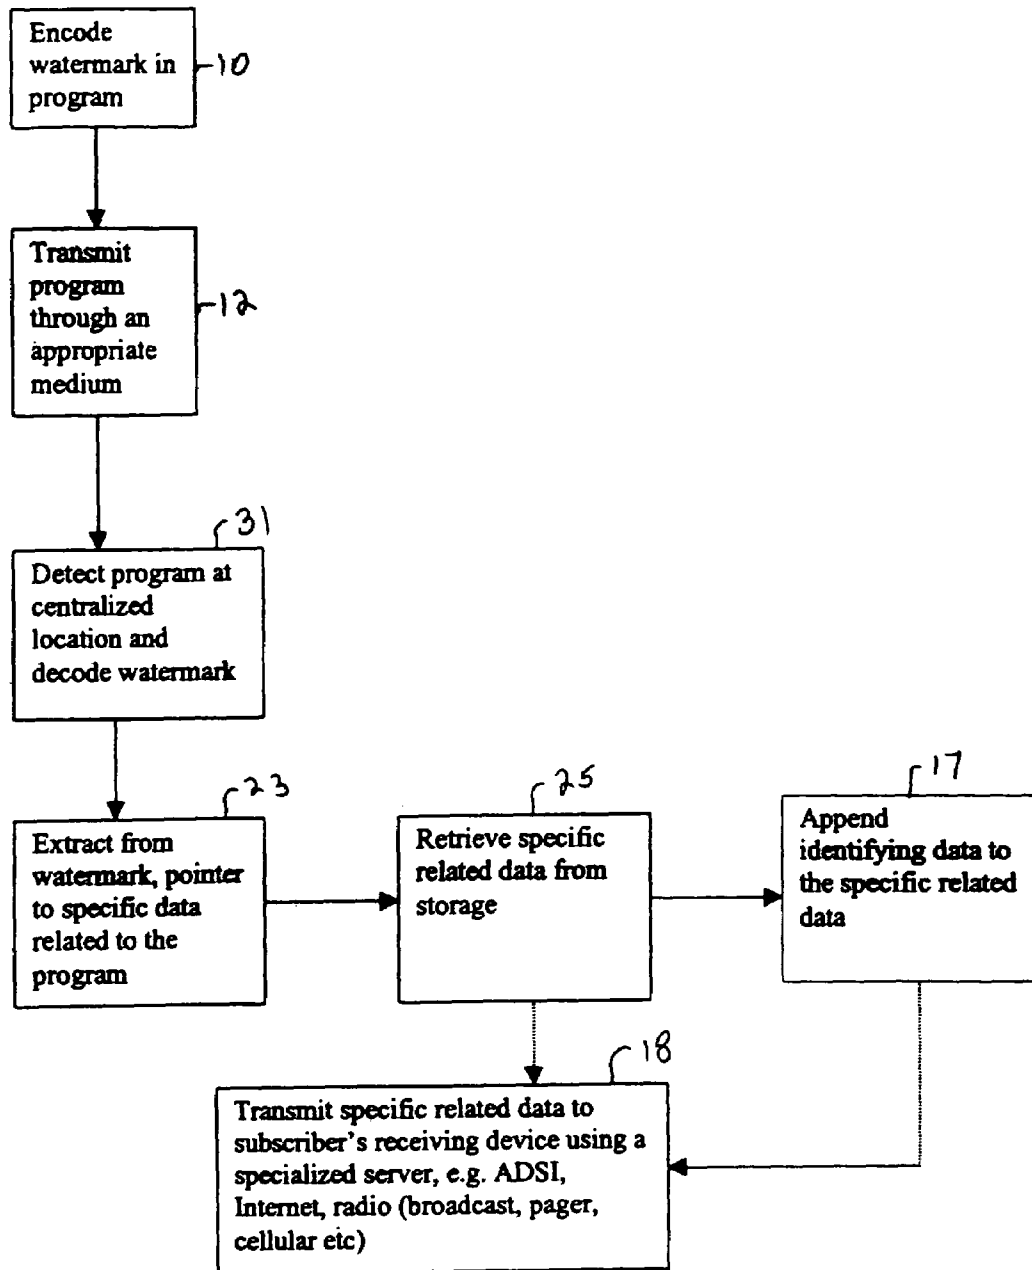 Encode
watermark in
program
10
Transmit
program
through an
appropriate
medium
12
31
Detect program at
centralized
location and
decode watermark
23
Extract from
watermark, pointer
to specific data
related to the
program
25
Retrieve specific
related data from
storage
17
Append
identifying data to
the specific related
data
18
Transmit specific related data to
subscriber's receiving device using a
specialized server, e.g. ADSI,
Internet, radio (broadcast, pager,
cellular etc)